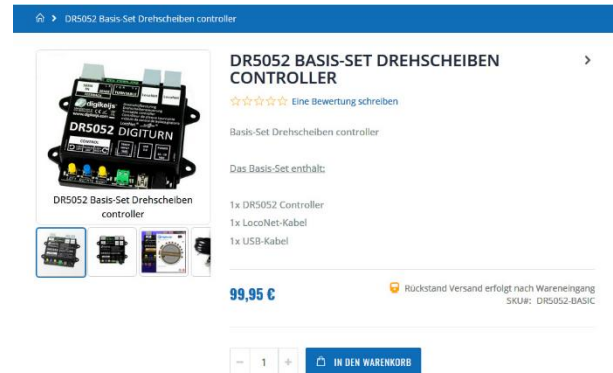 DR5052 Basis-Set Drehscheiben controller
DR5052 BASIS-SET DREHSCHEIBEN
CONTROLLER
Eine Bewertung schreiben
Basis-Set Drehscheiben controller
Das Basis-Set enthält:
1x DR5052 Controller
1x LocoNet-Kabel
1x USB-Kabel
digikeijs
DR5052 DIGITURN
CONTROL
DR5052 Basis-Set Drehscheiben
controller
99,95 €
Rückstand Versand erfolgt nach Wareneingang
SKU#: DR5052-BASIC
- 1 +
IN DEN WARENKORB